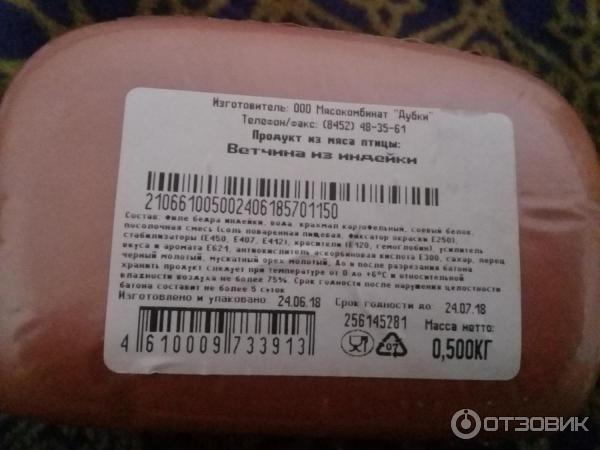 Изготовитель: ООО Мясокомбинат "Дубки"
Телефон/факс: (8452) 48-35-61
Продукт из мяса птицы:
Ветчина из индейки
210661005002406185701150
Состав: Филе бедра индейки, вода, крахмал картофельный, соевый белок,
посолочная смесь (соль поваренная пищевая, фиксатор окраски Е250),
стабилизаторы (Е450, Е407, Е412), красители (Е120, гемоглобин), усилитель
вкуса и аромата Е621, антиокислитель аскорбиновая кислота Е300, сахар, перец
черный молотый, мускатный орех молотый. До и после разрезания батона
хранить продукт следует при температуре от 0 до +6°С и относительной
влажности воздуха не более 75%. Срок годности после нарушения целостности
батона составит не более 5 суток
Изготовлено и упаковано: 24.06.18 Срок годности до: 24.07.18
256145281 Масса нетто:
4 610009 733913 07 0,500КГ
ОТЗОВИК